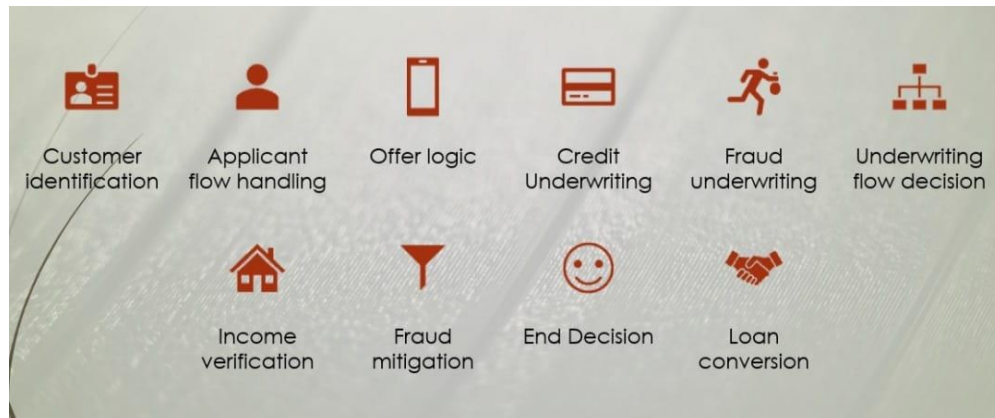 Customer
identification
Applicant
flow handling
Offer logic
Credit
Underwriting
Fraud
underwriting
Underwriting
flow decision
Income
verification
Fraud
mitigation
End Decision
Loan
conversion